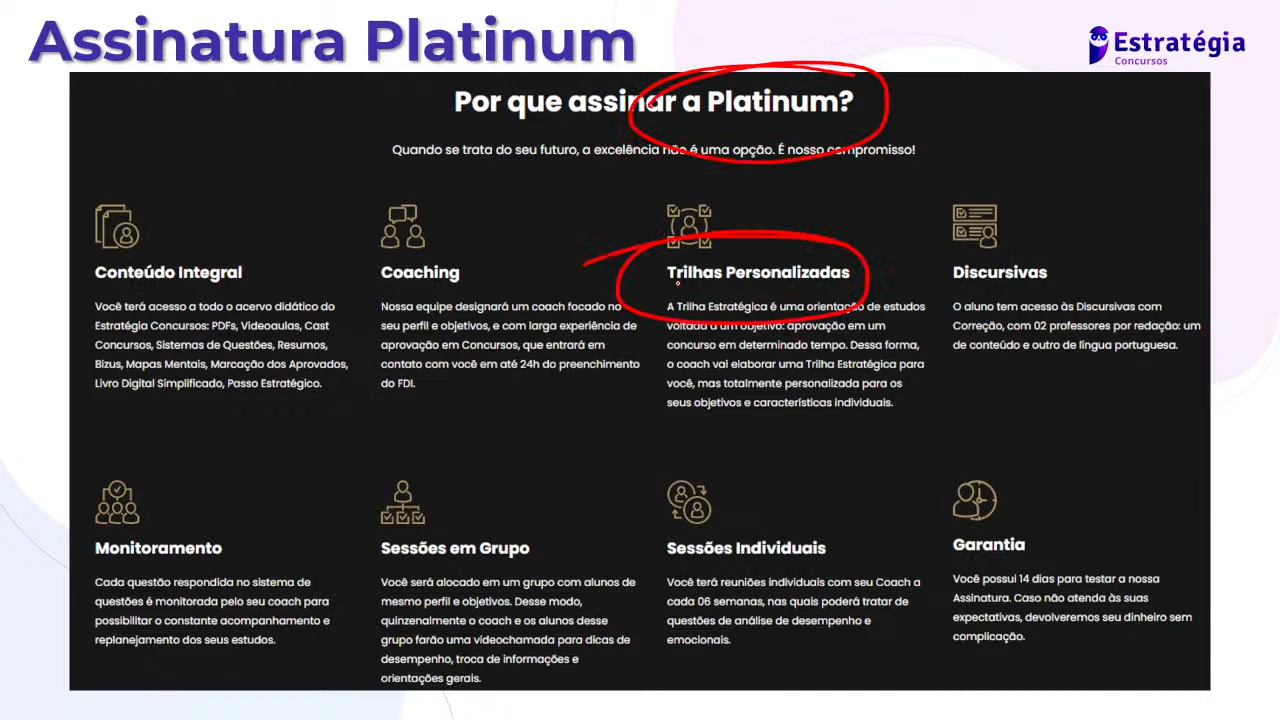 Assinatura Platinum
Estratégia
Concursos
Por que assinar a Platinum?
Quando se trata do seu futuro, a excelência não é uma opção. É nosso compromisso!
Conteúdo Integral
Você terá acesso a todo o acervo didático do
Estratégia Concursos: PDFs, Videoaulas, Cast
Concursos, Sistemas de Questões, Resumos,
Bizus, Mapas Mentais, Marcação dos Aprovados,
Livro Digital Simplificado, Passo Estratégico.
Coaching
Nossa equipe designará um coach focado no
seu perfil e objetivos, e com larga experiência de
aprovação em Concursos, que entrará em
contato com você em até 24h do preenchimento
do FDI.
Trilhas Personalizadas
A Trilha Estratégica é uma orientação de estudos
voltada a um objetivo: aprovação em um
concurso em determinado tempo. Dessa forma,
o coach vai elaborar uma Trilha Estratégica para
você, mas totalmente personalizada para os
seus objetivos e características individuais.
Discursivas
O aluno tem acesso às Discursivas com
Correção, com 02 professores por redação: um
de conteúdo e outro de língua portuguesa.
Monitoramento
Cada questão respondida no sistema de
questões é monitorada pelo seu coach para
possibilitar o constante acompanhamento e
replanejamento dos seus estudos.
Sessões em Grupo
Você será alocado em um grupo com alunos de
mesmo perfil e objetivos. Desse modo,
quinzenalmente o coach e os alunos desse
grupo farão uma videochamada para dicas de
desempenho, troca de informações e
orientações gerais.
Sessões Individuais
Você terá reuniões individuais com seu Coach a
cada 06 semanas, nas quais poderá tratar de
questões de análise de desempenho e
emocionais.
Garantia
Você possui 14 dias para testar a nossa
Assinatura. Caso não atenda às suas
expectativas, devolveremos seu dinheiro sem
complicação.